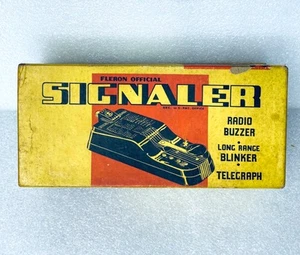 FLERON OFFICIAL
SIGNALER
RADIO
BUZZER
LONG RANGE
BLINKER
TELEGRAPH